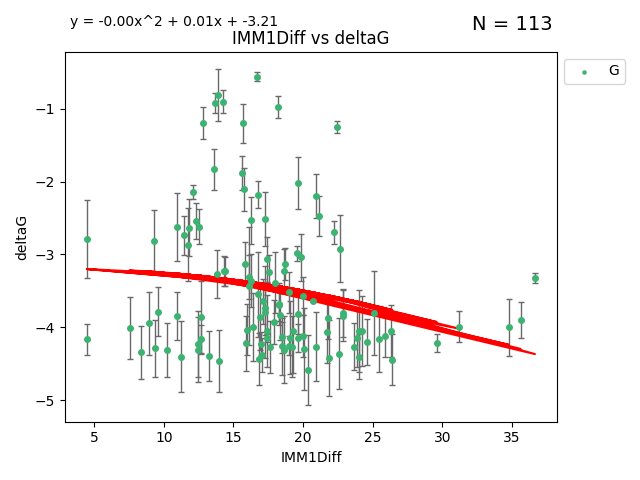 y = -0.00x^2 + 0.01x + -3.21
N = 113
IMM1Diff vs deltaG
G
deltaG
−1
−2
−3
−4
−5
5 10 15 20 25 30 35
IMM1Diff